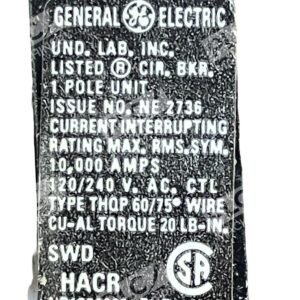 GENERAL GE ELECTRIC
UND. LAB. INC.
LISTED ® CIR. BKR.
1 POLE UNIT
ISSUE NO. NE 2736
CURRENT INTERRUPTING
RATING MAX. RMS.SYM.
10,000 AMPS
120/240 V. AC. CTL
TYPE THQP 60/75° WIRE
CU-AL TORQUE 20 LB-IN.
SWD
HACR SA